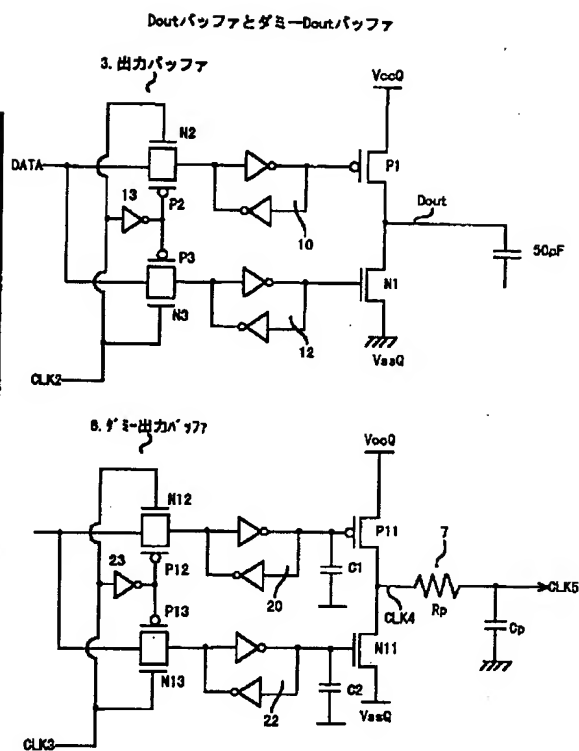 Doutバッファとダミ−Doutバッファ
3. 出力バッファ
VccQ
N2
DATA
13
P2
P1
10
Dout
P3
50pF
N3
N1
12
CLK2
VssQ
6. ダミー出力バッファ
VccQ
N12
P11
23
P12
C1
7
20
P13
CLK4
Rp
CLK5
N11
Cp
N13
22
C2
VssQ
CLK3